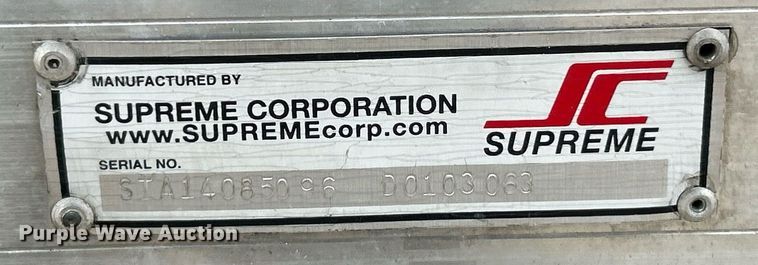 MANUFACTURED BY
SUPREME CORPORATION
www.SUPREMEcorp.com
SC
SUPREME
SERIAL NO.
STA14085096 D0103063
Purple Wave Auction